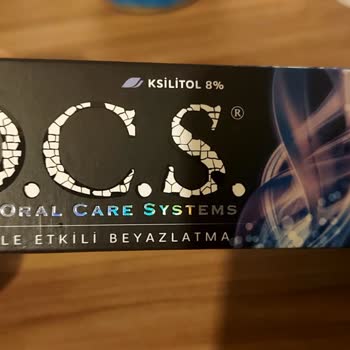 KSİLİTOL 8%
.C.S.®
ORAL CARE SYSTEMS
LE ETKİLİ BEYAZLATMA